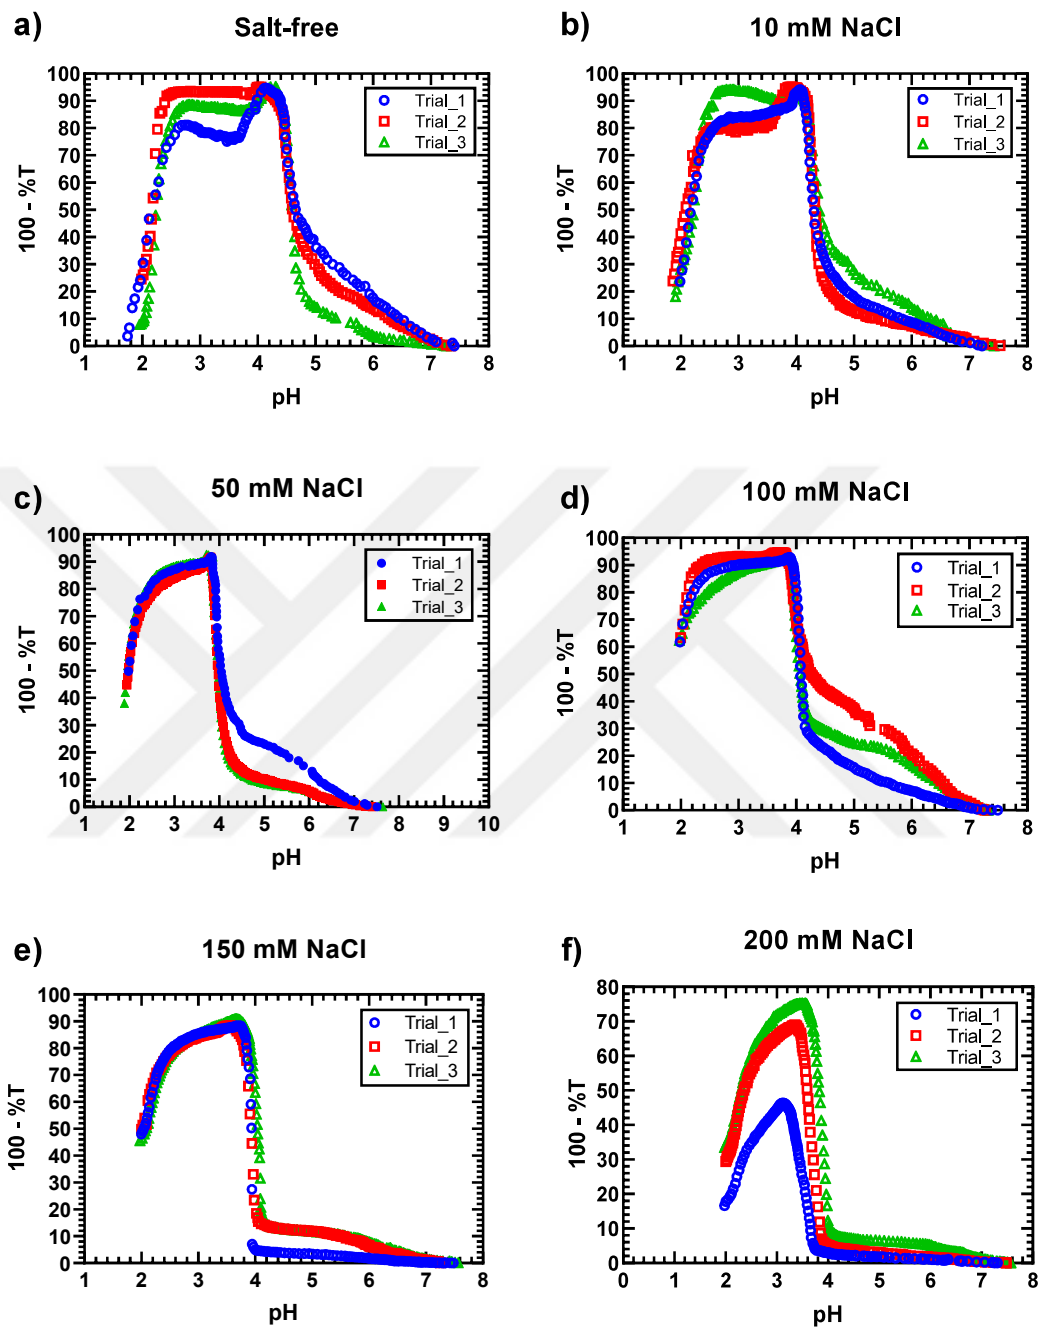 a)
Salt-free
100 - %T
100
90
80
70
60
50
40
30
20
10
0
Trial_1
Trial_2
Trial_3
1 2 3 4 5 6 7 8
pH
b)
10 mM NaCl
100 - %T
100
90
80
70
60
50
40
30
20
10
0
Trial_1
Trial_2
Trial_3
1 2 3 4 5 6 7 8
pH
c)
50 mM NaCl
100 - %T
100
90
80
70
60
50
40
30
20
10
0
Trial_1
Trial_2
Trial_3
1 2 3 4 5 6 7 8 9 10
pH
d)
100 mM NaCl
100 - %T
100
90
80
70
60
50
40
30
20
10
0
Trial_1
Trial_2
Trial_3
1 2 3 4 5 6 7 8
pH
e)
150 mM NaCl
100 - %T
100
90
80
70
60
50
40
30
20
10
0
Trial_1
Trial_2
Trial_3
1 2 3 4 5 6 7 8
pH
f)
200 mM NaCl
100 - %T
80
70
60
50
40
30
20
10
0
Trial_1
Trial_2
Trial_3
0 1 2 3 4 5 6 7 8
pH